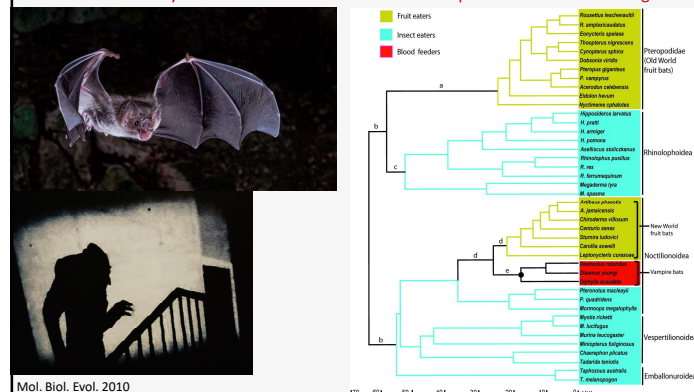 Fruit eaters
Insect eaters
Blood feeders
Rousettus leschenaultii
R. amplexicaudatus
Eonycteris spelaea
Thoopterus nigrescens
Cynopterus sphinx
Dobsonia viridis
Pteropus giganteus
P. vampyrus
Acerodon celebensis
Eidolon helvum
Nyctimene cephalotes
Pteropodidae
(Old World
fruit bats)
a
b
c
Hipposideros larvatus
H. pratti
H. armiger
H. pomona
Aselliscus stoliczkanus
Rhinolophus pusillus
R. rex
R. ferrumequinum
Megaderma lyra
M. spasma
Rhinolophoidea
Artibeus phaeotis
A. jamaicensis
Chiroderma villosum
Centurio senex
Sturnira ludovici
Carollia sowelli
Leptonycteris curasoae
New World
fruit bats
d
d
e
Noctilionoidea
Desmodus rotundus
Diaemus youngi
Diphylla ecaudata
Vampire bats
Pteronotus macleayii
P. quadridens
Mormoops megalophylla
Myotis ricketti
M. lucifugus
Murina leucogaster
Miniopterus fuliginosus
Chaerephon plicatus
Tadarida teniotis
Vespertilionoidea
b
Taphozous australis
T. melanopogon
Emballonuroidea
Mol. Biol. Evol. 2010